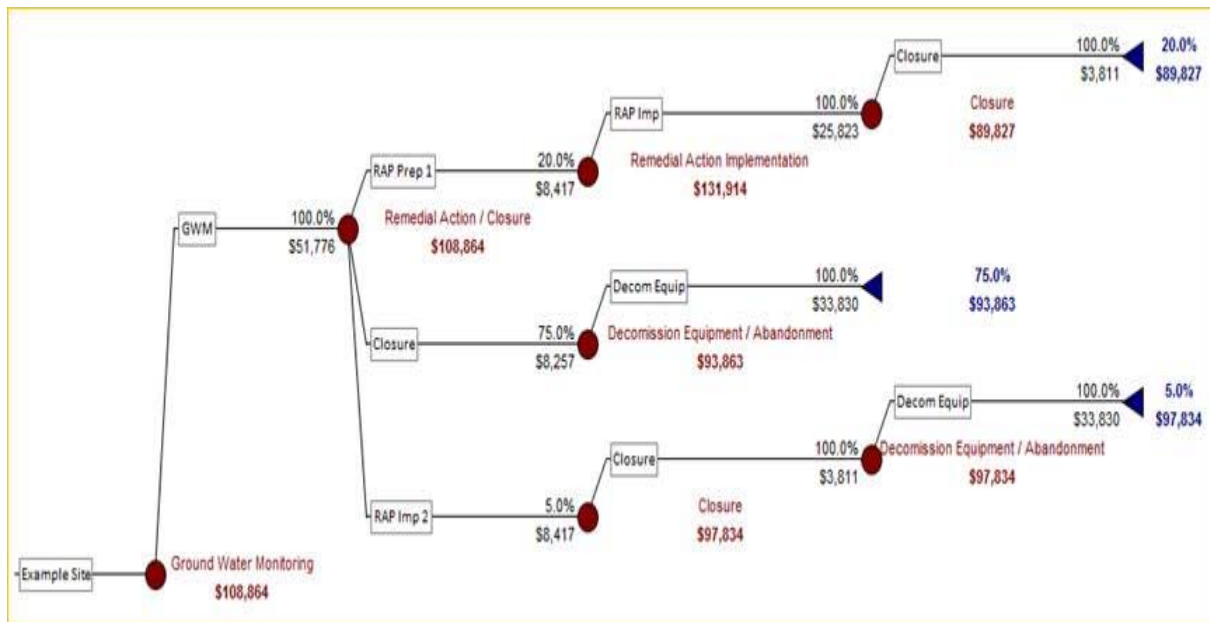 100.0%
20.0%
Closure
$3,811
$89,827
100.0%
Closure
RAP Imp
$25,823
$89,827
20.0%
Remedial Action Implementation
RAP Prep 1
$8,417
$131,914
100.0%
Remedial Action / Closure
GWM
$51,776
$108,864
100.0%
75.0%
Decom Equip
$33,830
$93,863
75.0%
Decomission Equipment / Abandonment
Closure
$8,257
$93,863
100.0%
5.0%
Decom Equip
$33,830
$97,834
100.0%
Decomission Equipment / Abandonment
Closure
$3,811
$97,834
5.0%
Closure
RAP Imp 2
$8,417
$97,834
Ground Water Monitoring
Example Site
$108,864